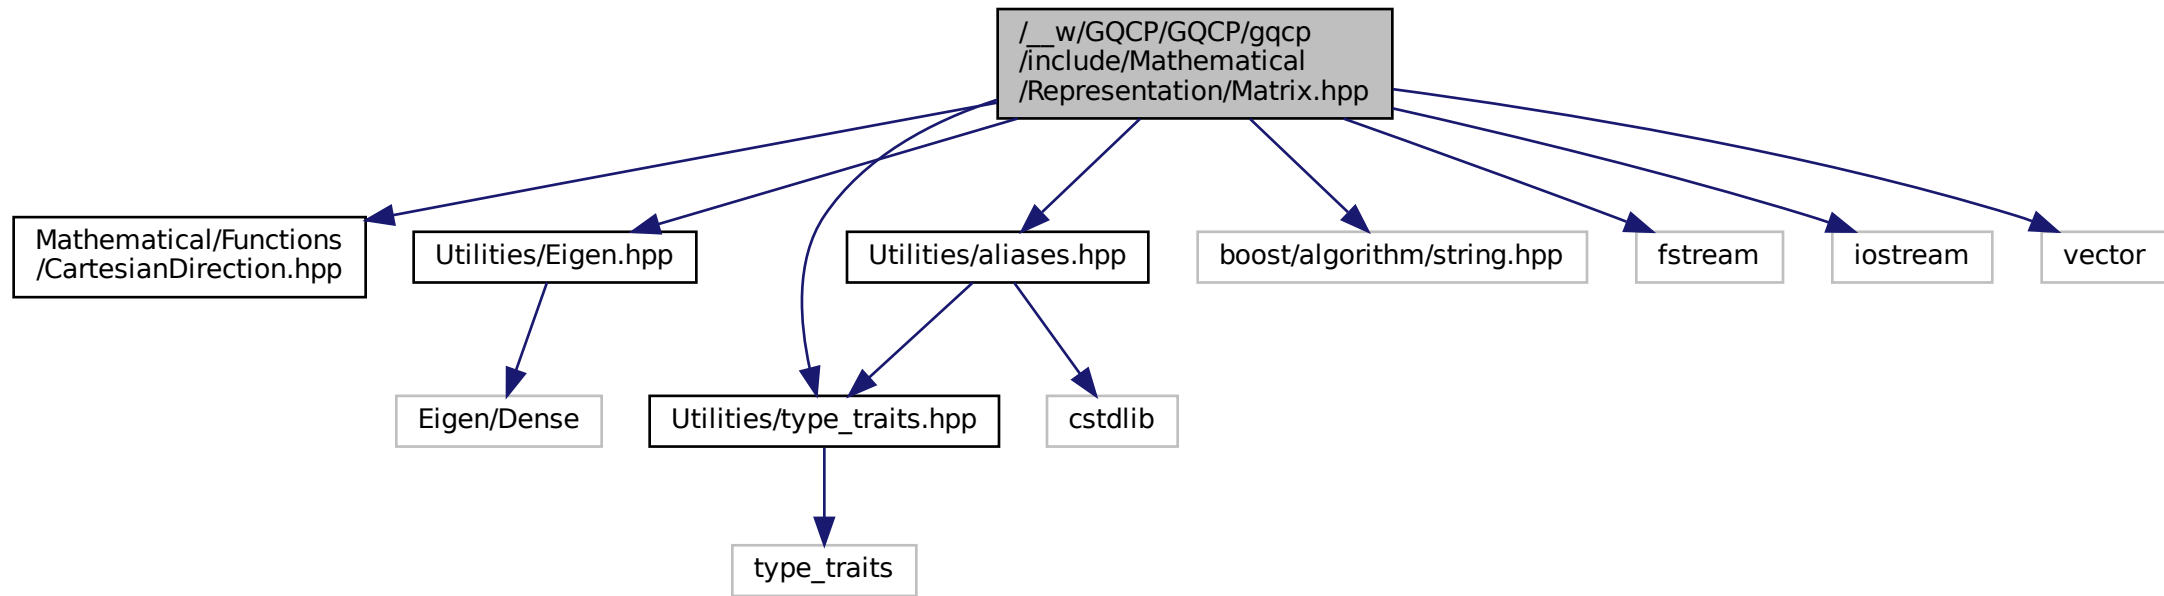 /__w/GQCP/GQCP/gqcp
/include/Mathematical
/Representation/Matrix.hpp
Mathematical/Functions
/CartesianDirection.hpp
Utilities/Eigen.hpp
Utilities/aliases.hpp
boost/algorithm/string.hpp
fstream
iostream
vector
Eigen/Dense
Utilities/type_traits.hpp
cstdlib
type_traits